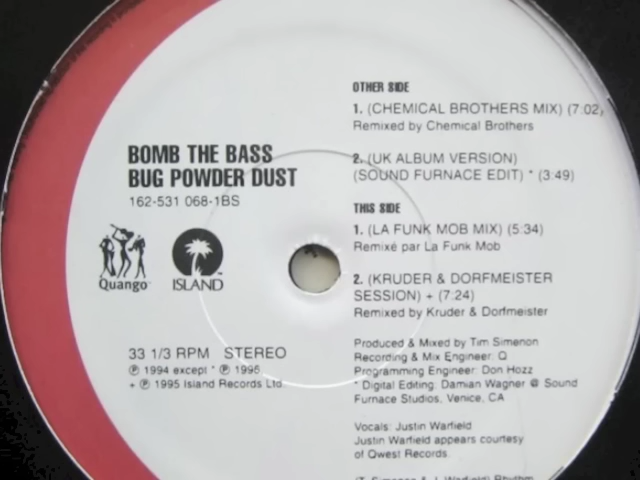 BOMB THE BASS
BUG POWDER DUST
162-531 068-1BS
Quango
ISLAND™
33 1/3 RPM STEREO
℗ 1994 except * ℗ 1996
+ ℗ 1995 Island Records Ltd
OTHER SIDE
1. (CHEMICAL BROTHERS MIX) (7:02)
Remixed by Chemical Brothers
2. (UK ALBUM VERSION)
(SOUND FURNACE EDIT) * (3:49)
THIS SIDE
1. (LA FUNK MOB MIX) (5:34)
Remixé par La Funk Mob
2. (KRUDER & DORFMEISTER
SESSION) + (7:24)
Remixed by Kruder & Dorfmeister
Produced & Mixed by Tim Simenon
Recording & Mix Engineer: Q
Programming Engineer: Don Hozz
* Digital Editing: Damian Wagner @ Sound
Furnace Studios, Venice, CA
Vocals: Justin Warfield
Justin Warfield appears courtesy
of Qwest Records
(T. Simenon & J. Warfield) Rhythm